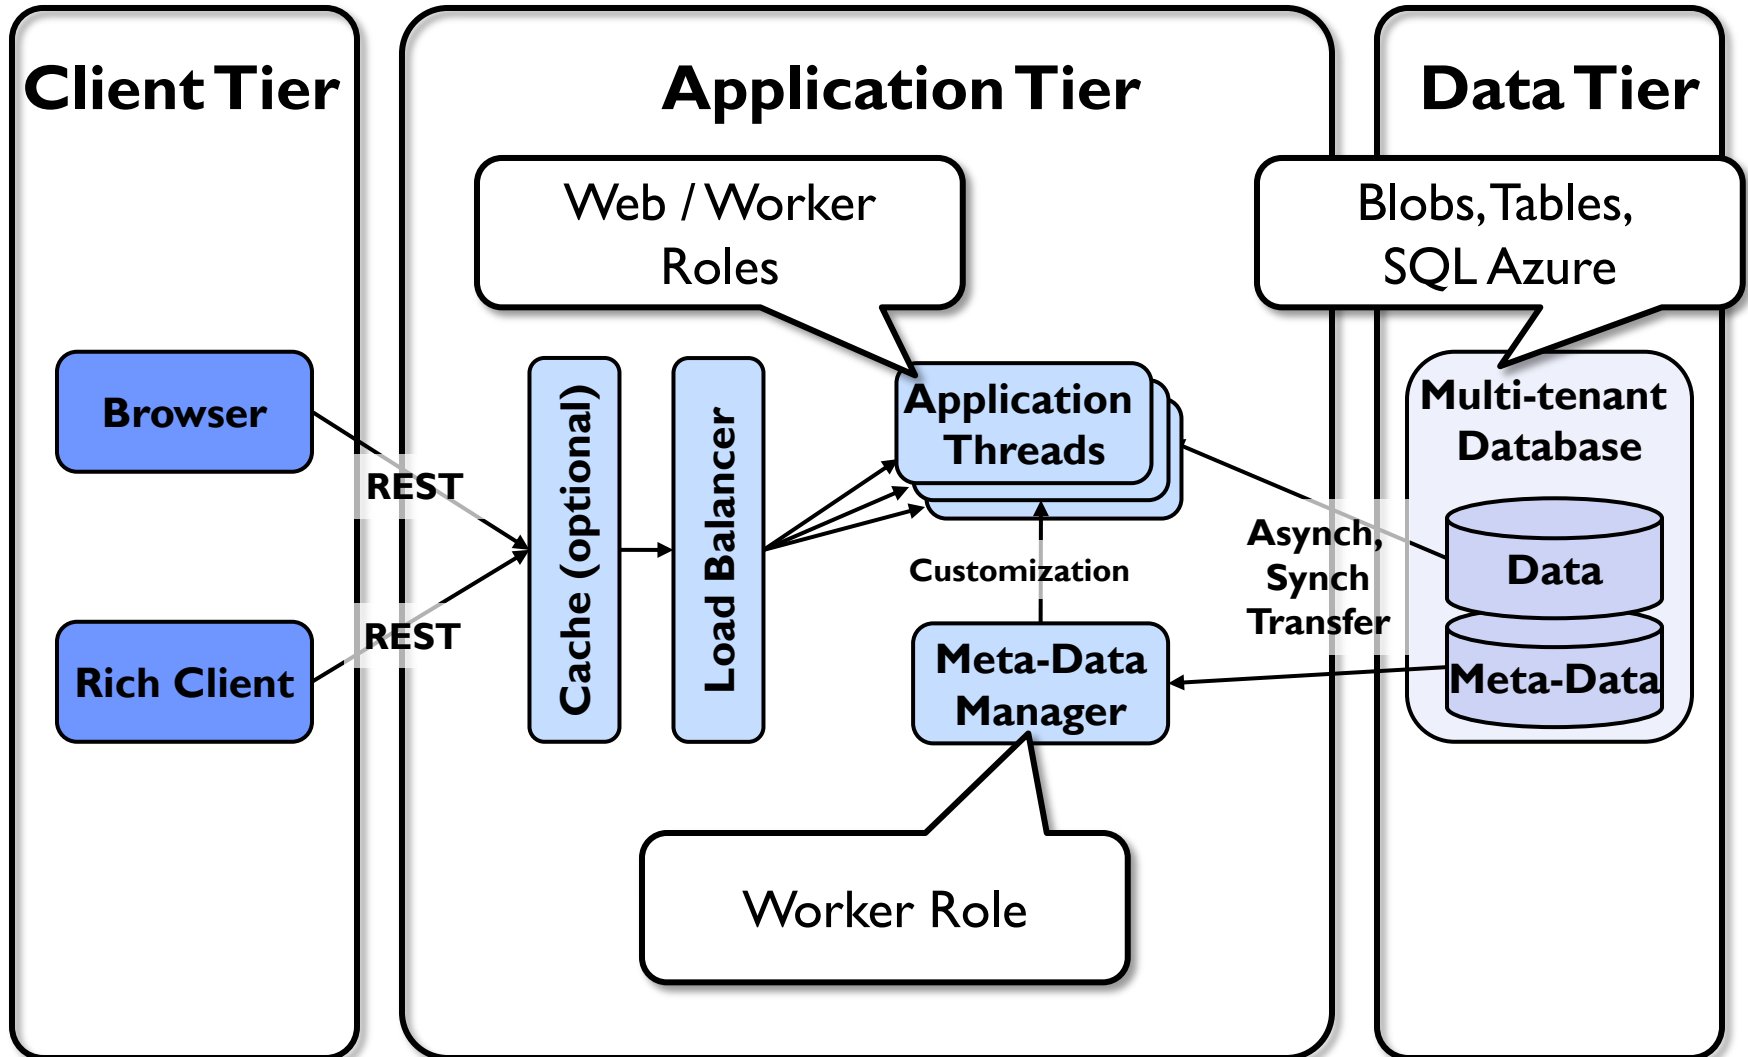 Client Tier
Application Tier
Data Tier
Web / Worker
Roles
Blobs, Tables,
SQL Azure
Browser
Rich Client
REST
REST
Cache (optional)
Load Balancer
Application
Threads
Customization
Meta-Data
Manager
Worker Role
Asynch,
Synch
Transfer
Multi-tenant
Database
Data
Meta-Data